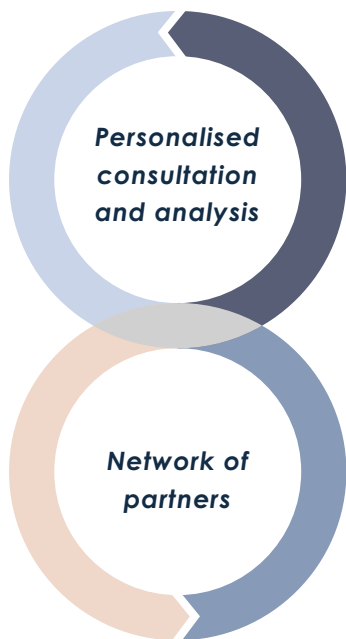 Personalised
consultation
and analysis
Network of
partners